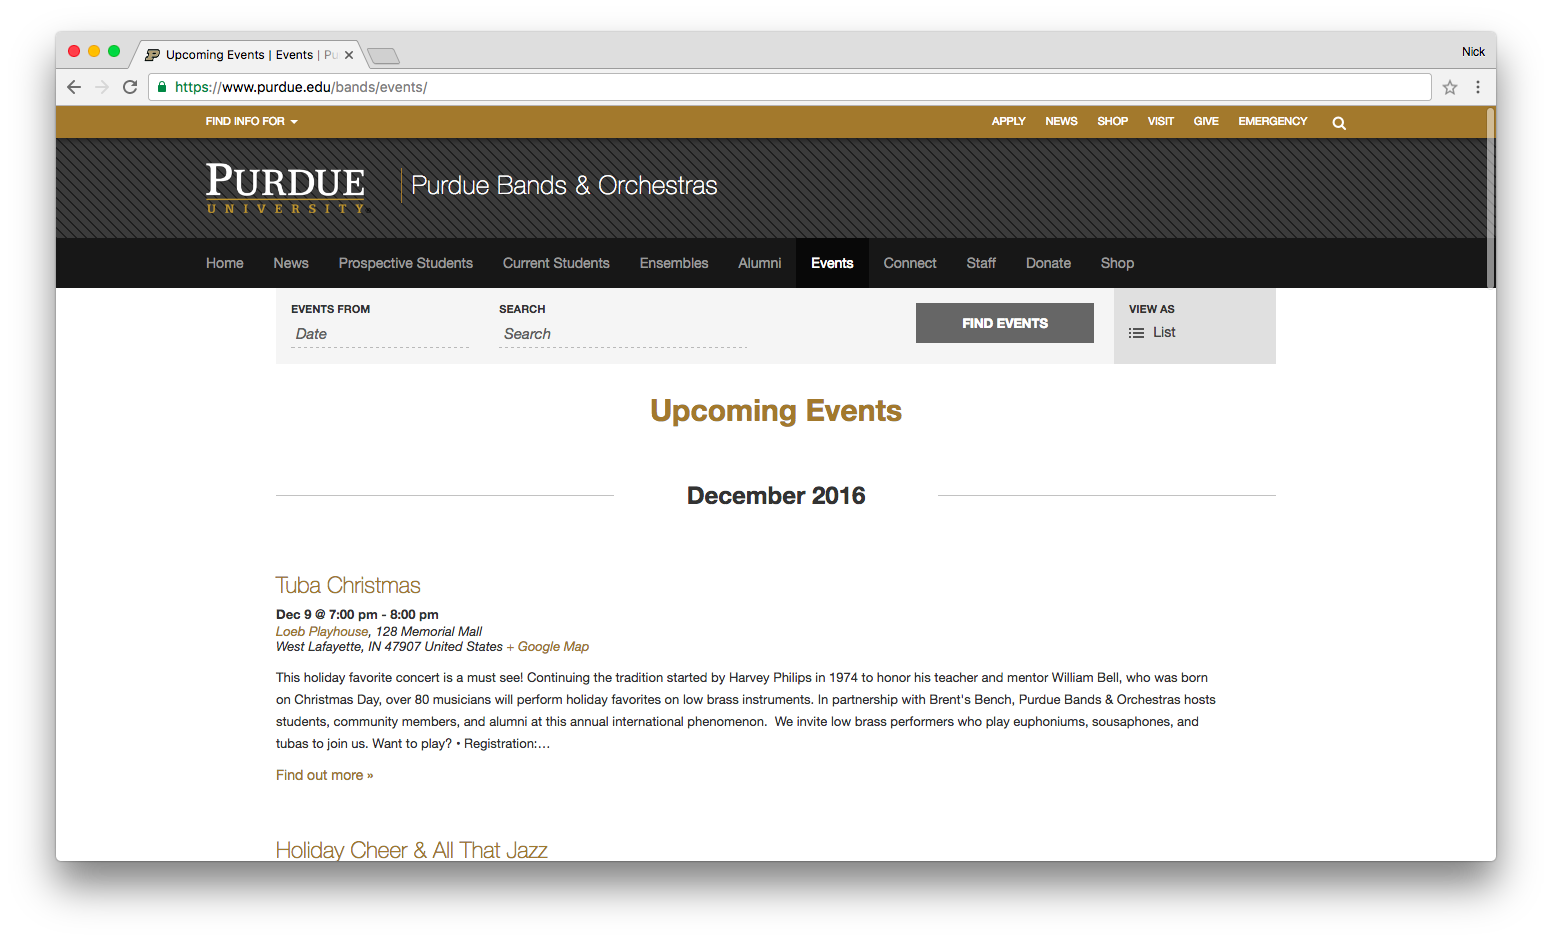 Upcoming Events | Events | Pu
Nick
https://www.purdue.edu/bands/events/
FIND INFO FOR
APPLY NEWS SHOP VISIT GIVE EMERGENCY
PURDUE
UNIVERSITY
Purdue Bands & Orchestras
Home News Prospective Students Current Students Ensembles Alumni Events Connect Staff Donate Shop
EVENTS FROM SEARCH VIEW AS
Date Search FIND EVENTS List
Upcoming Events
December 2016
Tuba Christmas
Dec 9 @ 7:00 pm - 8:00 pm
Loeb Playhouse, 128 Memorial Mall
West Lafayette, IN 47907 United States + Google Map
This holiday favorite concert is a must see! Continuing the tradition started by Harvey Philips in 1974 to honor his teacher and mentor William Bell, who was born
on Christmas Day, over 80 musicians will perform holiday favorites on low brass instruments. In partnership with Brent's Bench, Purdue Bands & Orchestras hosts
students, community members, and alumni at this annual international phenomenon.  We invite low brass performers who play euphoniums, sousaphones, and
tubas to join us. Want to play? • Registration:…
Find out more »
Holiday Cheer & All That Jazz